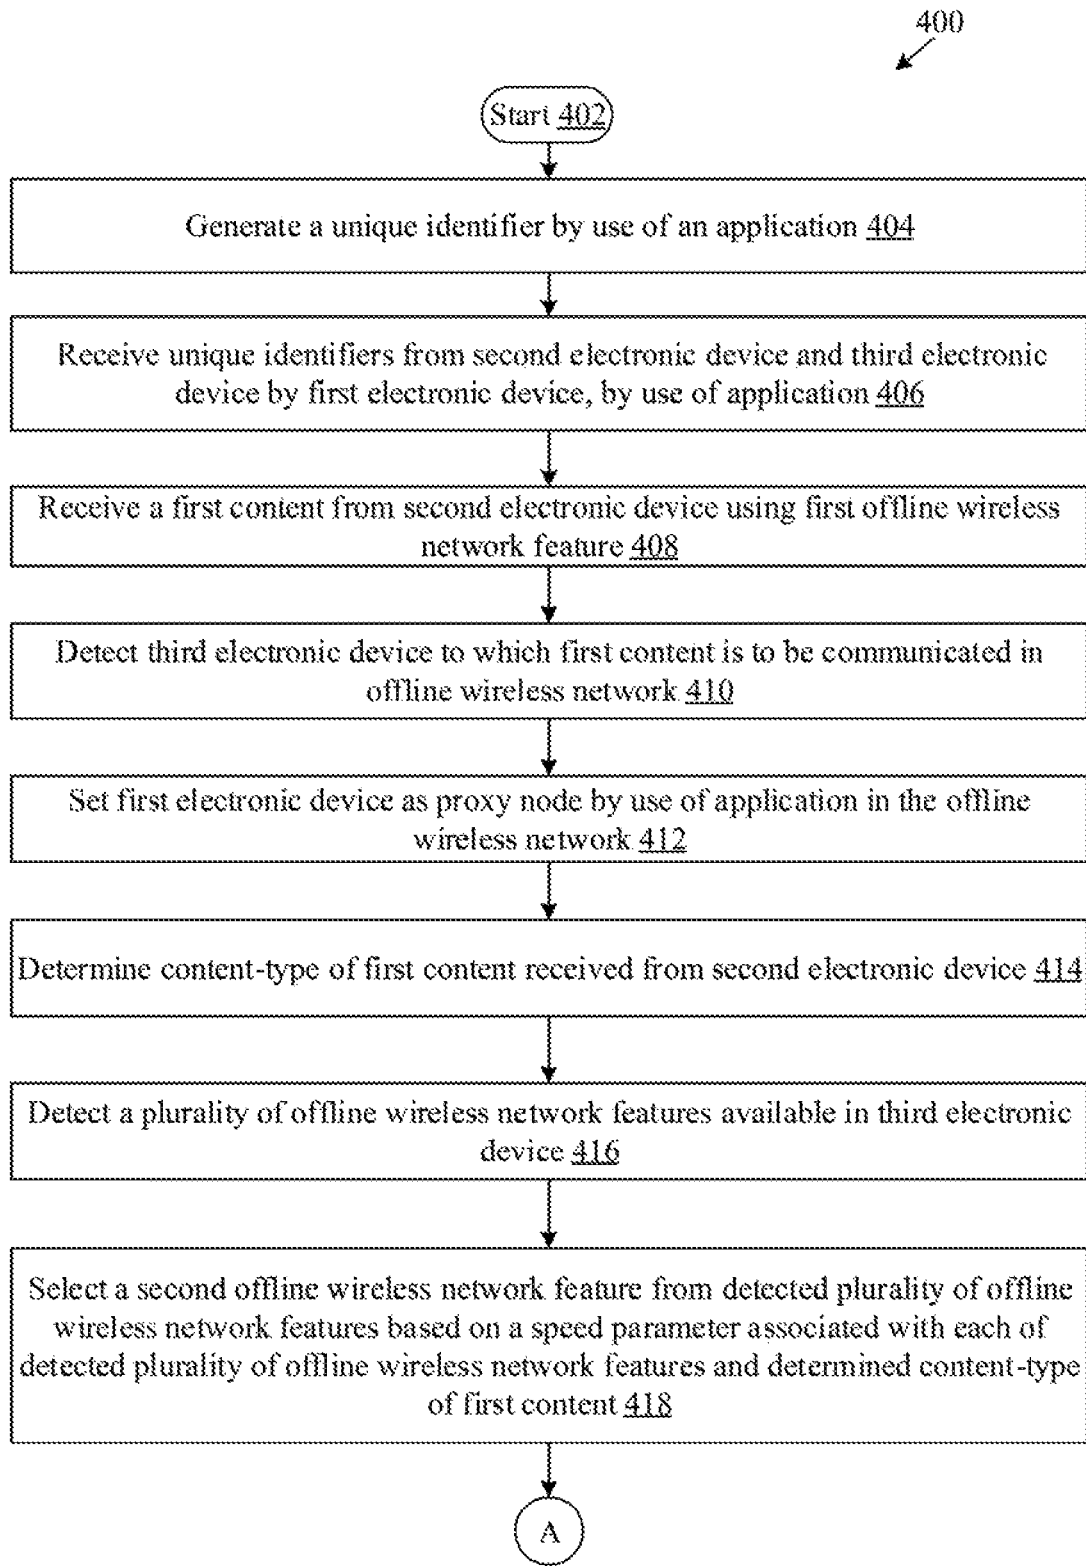 400
Start 402
Generate a unique identifier by use of an application 404
Receive unique identifiers from second electronic device and third electronic
device by first electronic device, by use of application 406
Receive a first content from second electronic device using first offline wireless
network feature 408
Detect third electronic device to which first content is to be communicated in
offline wireless network 410
Set first electronic device as proxy node by use of application in the offline
wireless network 412
Determine content-type of first content received from second electronic device 414
Detect a plurality of offline wireless network features available in third electronic
device 416
Select a second offline wireless network feature from detected plurality of offline
wireless network features based on a speed parameter associated with each of
detected plurality of offline wireless network features and determined content-type
of first content 418
A